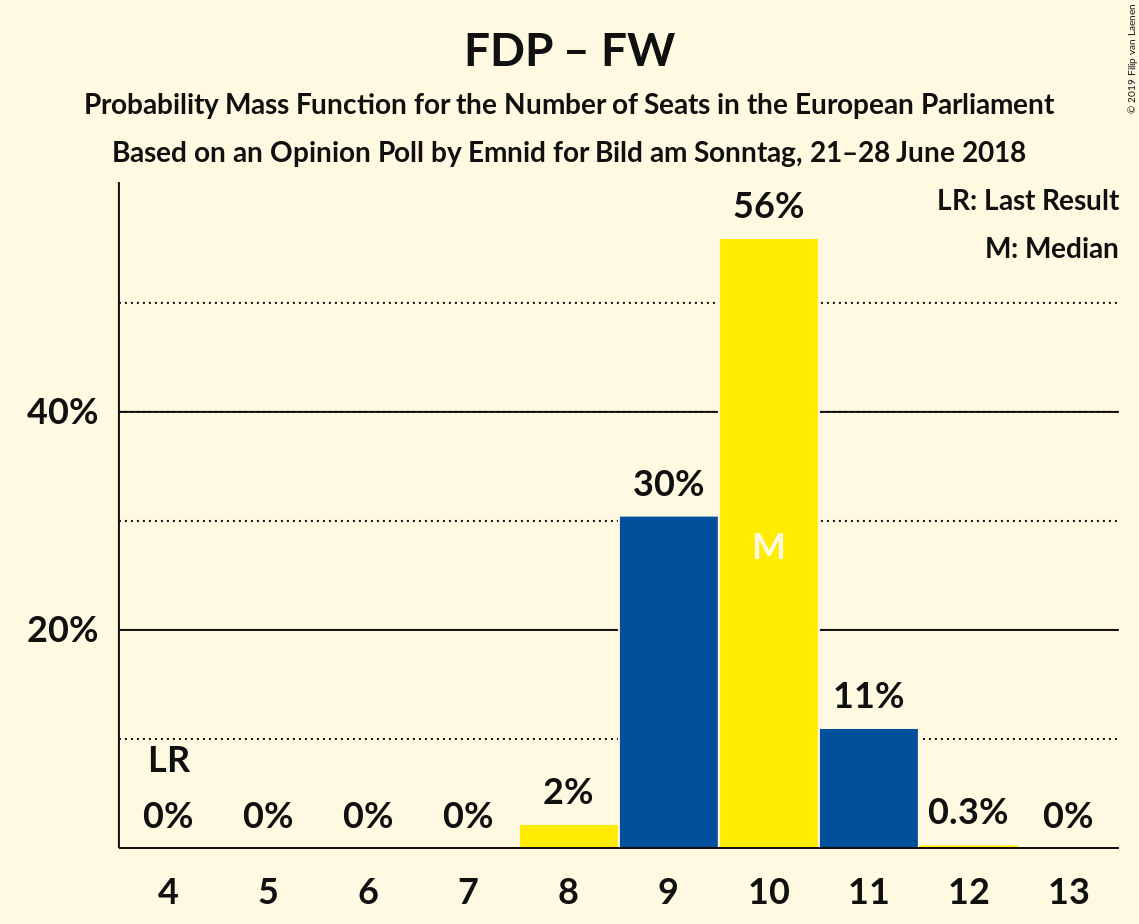 FDP – FW
Probability Mass Function for the Number of Seats in the European Parliament
Based on an Opinion Poll by Emnid for Bild am Sonntag, 21–28 June 2018
© 2019 Filip van Laenen
LR: Last Result
M: Median
56%
40%
30%
M
20%
11%
LR
2%
0% 0% 0% 0% 0.3% 0%
4 5 6 7 8 9 10 11 12 13